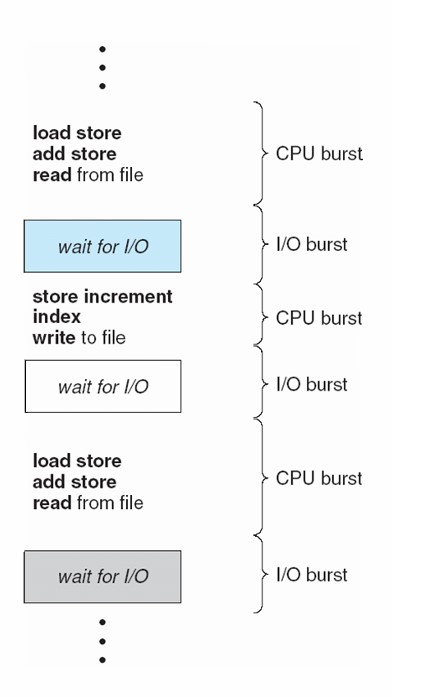 load store
add store
read from file
CPU burst
wait for I/O
I/O burst
store increment
index
write to file
CPU burst
wait for I/O
I/O burst
load store
add store
read from file
CPU burst
wait for I/O
I/O burst